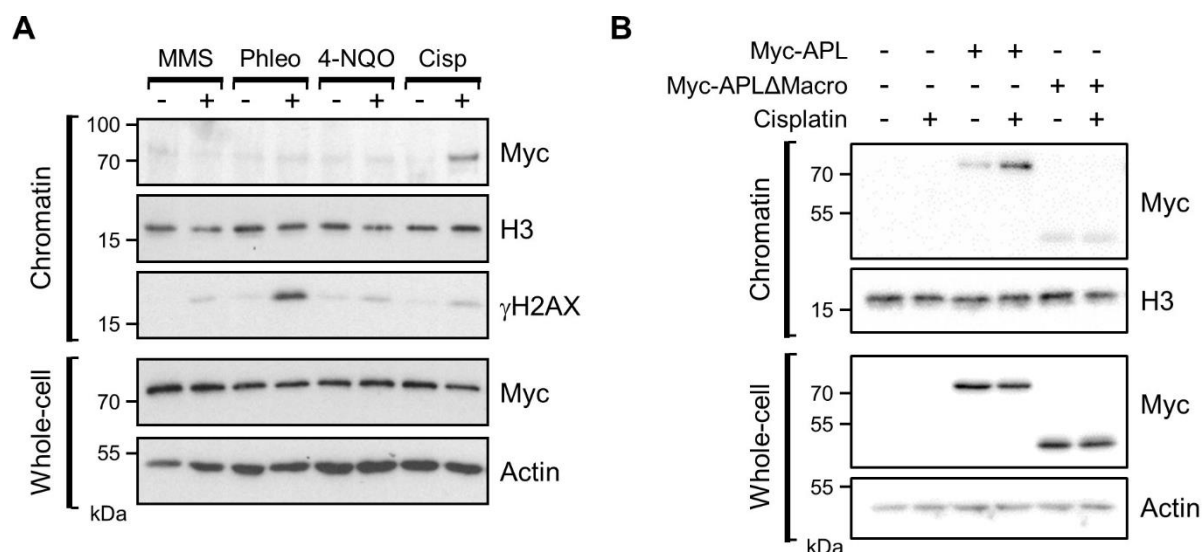 A
MMS Phleo 4-NQO Cisp
- + - + - + - +
Chromatin
100
70
Myc
15
H3
15
γH2AX
Whole-cell
70
Myc
55
Actin
kDa
B
Myc-APL - - + + - -
Myc-APLΔMacro - - - - + +
Cisplatin - + - + - +
Chromatin
70
55
Myc
15
H3
Whole-cell
70
55
Myc
55
Actin
kDa